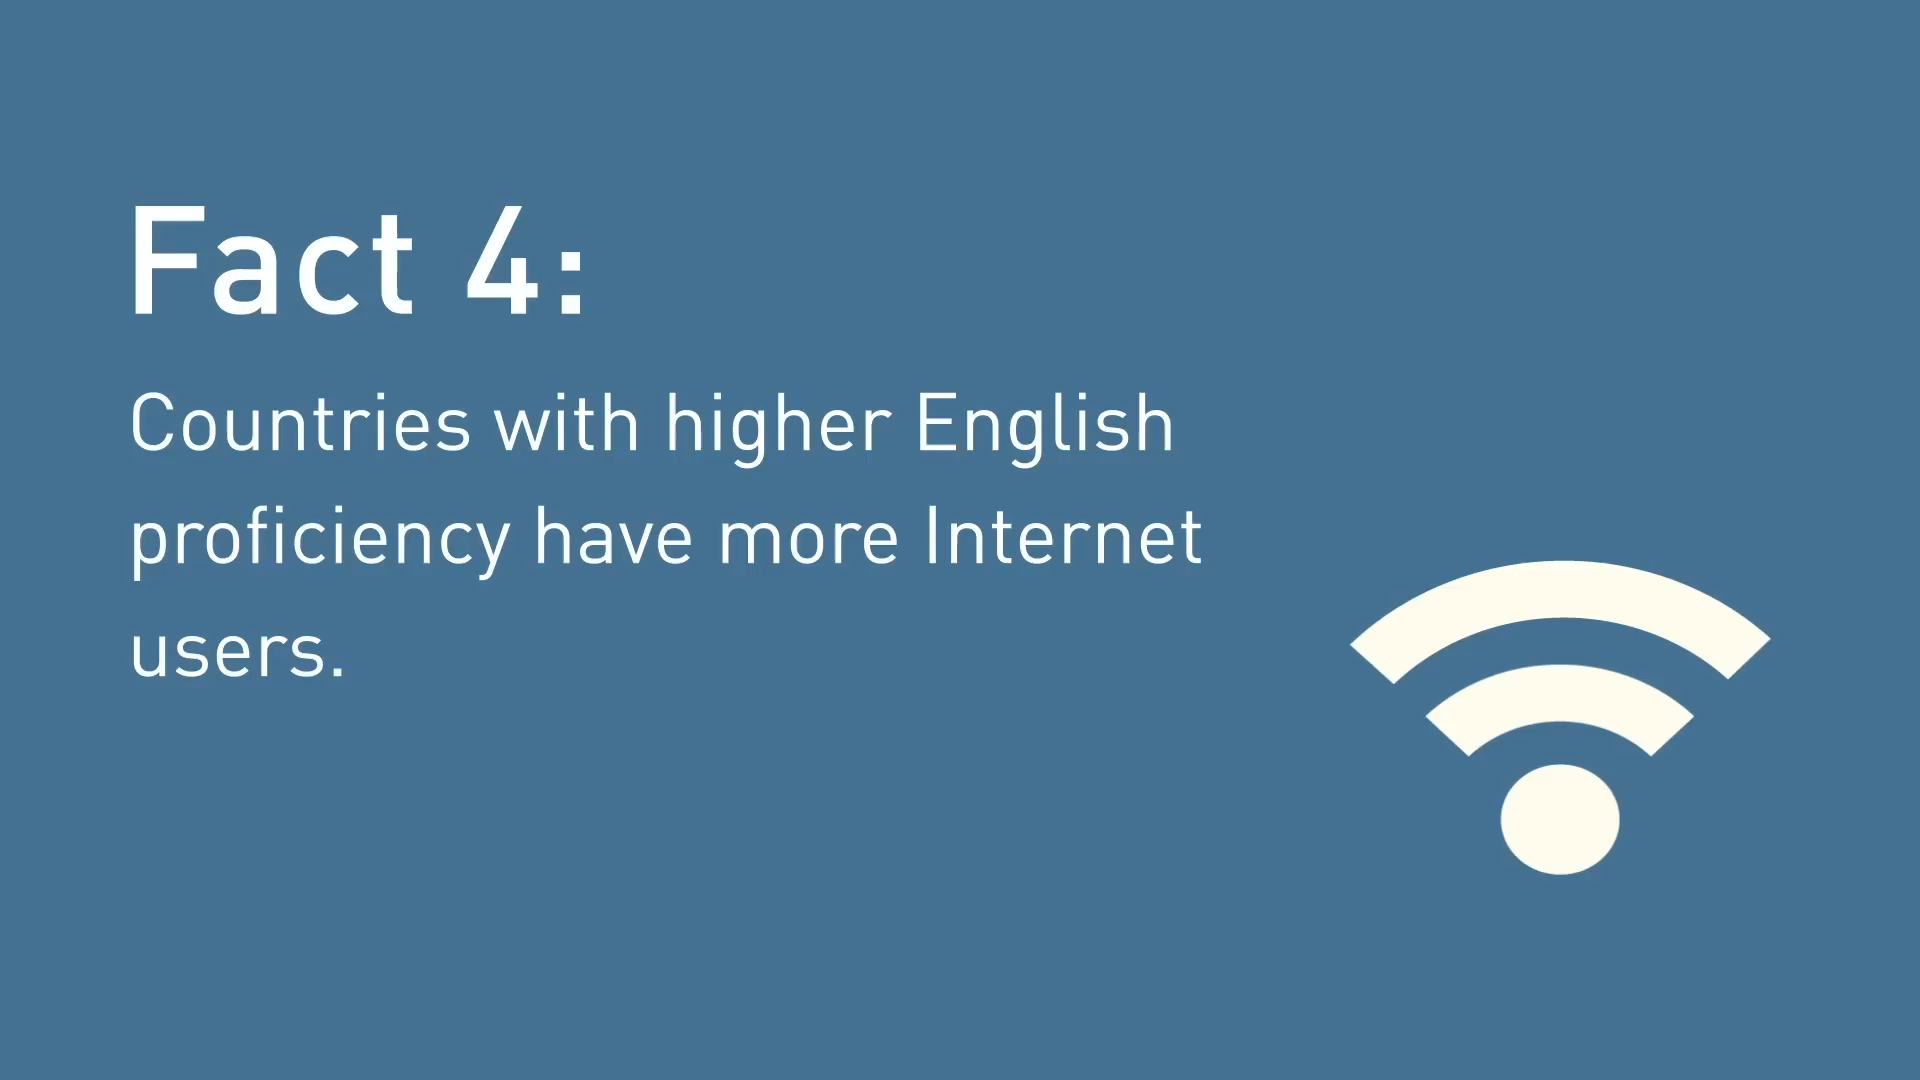 Fact 4:
Countries with higher English
proficiency have more Internet
users.